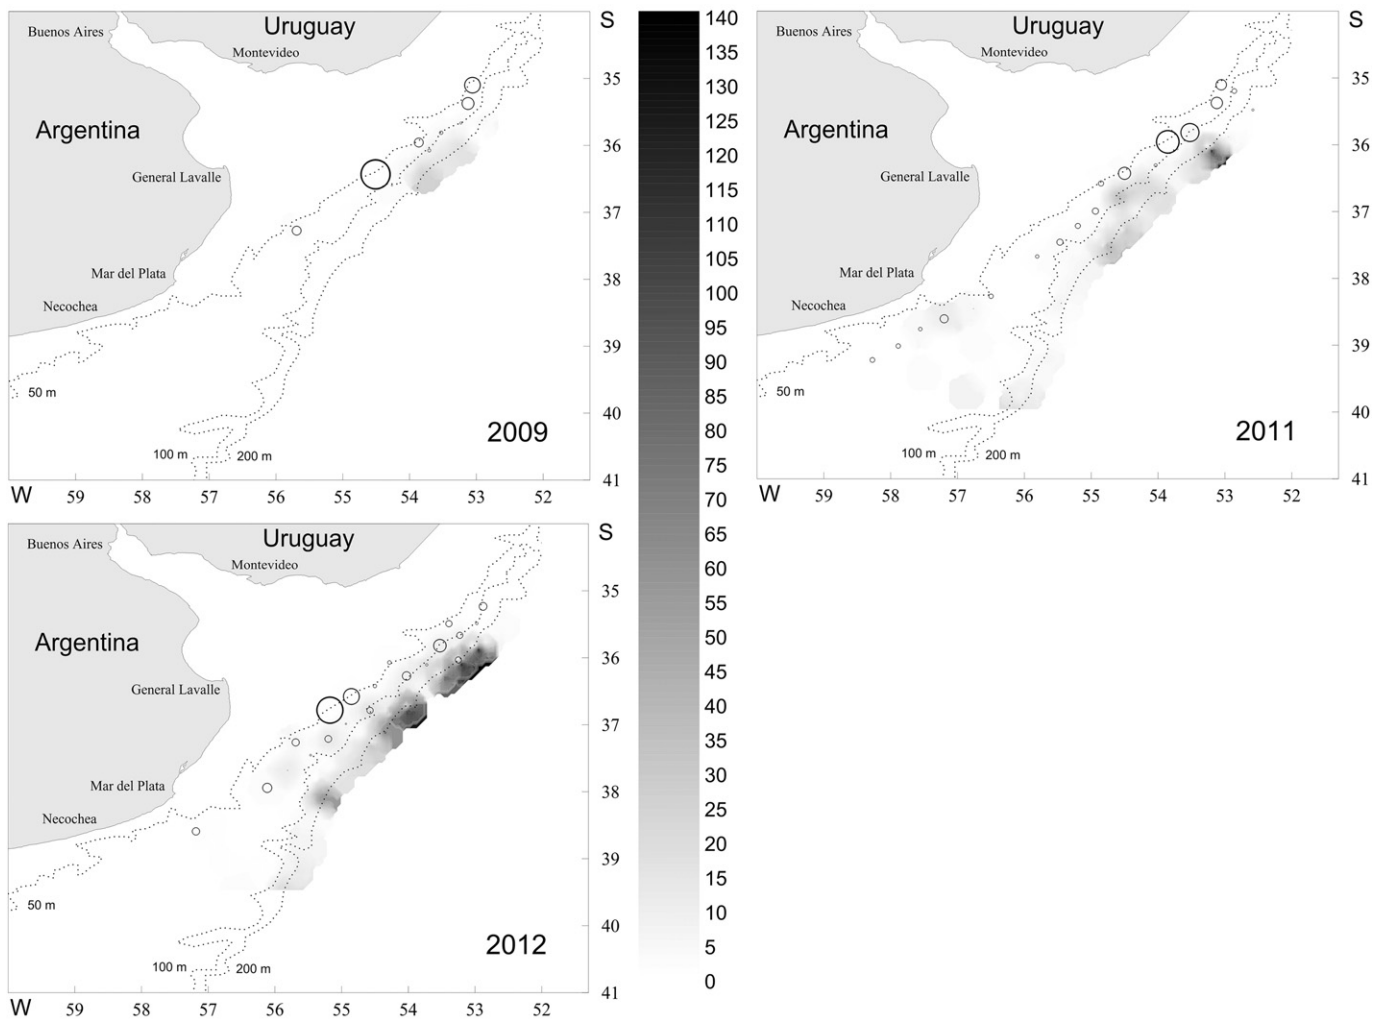 Uruguay
S
Buenos Aires
Montevideo
35
Argentina
36
General Lavalle
37
Mar del Plata
38
Necochea
39
50 m
40
2009
100 m
200 m
41
W
59
58
57
56
55
54
53
52
140
135
130
125
120
115
110
105
100
95
90
85
80
75
70
65
60
55
50
45
40
35
30
25
20
15
10
5
0
Uruguay
S
Buenos Aires
Montevideo
35
Argentina
36
General Lavalle
37
Mar del Plata
38
Necochea
39
50 m
40
2011
100 m
200 m
41
W
59
58
57
56
55
54
53
52
Uruguay
S
Buenos Aires
Montevideo
35
Argentina
36
General Lavalle
37
Mar del Plata
38
Necochea
39
50 m
40
2012
100 m
200 m
41
W
59
58
57
56
55
54
53
52